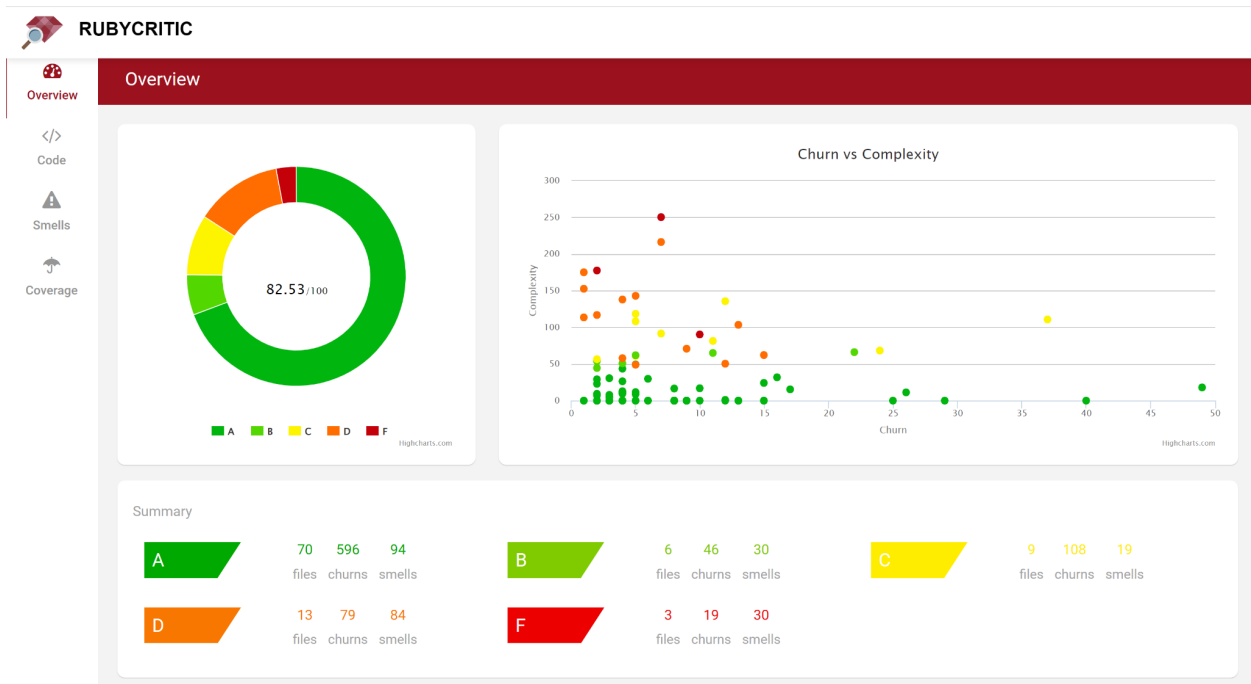 RUBYCRITIC
Overview
Overview
Code
Smells
Coverage
82.53/100
A B C D F
Highcharts.com
Churn vs Complexity
300
250
200
150
100
50
0
Complexity
0 5 10 15 20 25 30 35 40 45 50
Churn
Highcharts.com
Summary
A
70 596 94
files churns smells
B
6 46 30
files churns smells
C
9 108 19
files churns smells
D
13 79 84
files churns smells
F
3 19 30
files churns smells